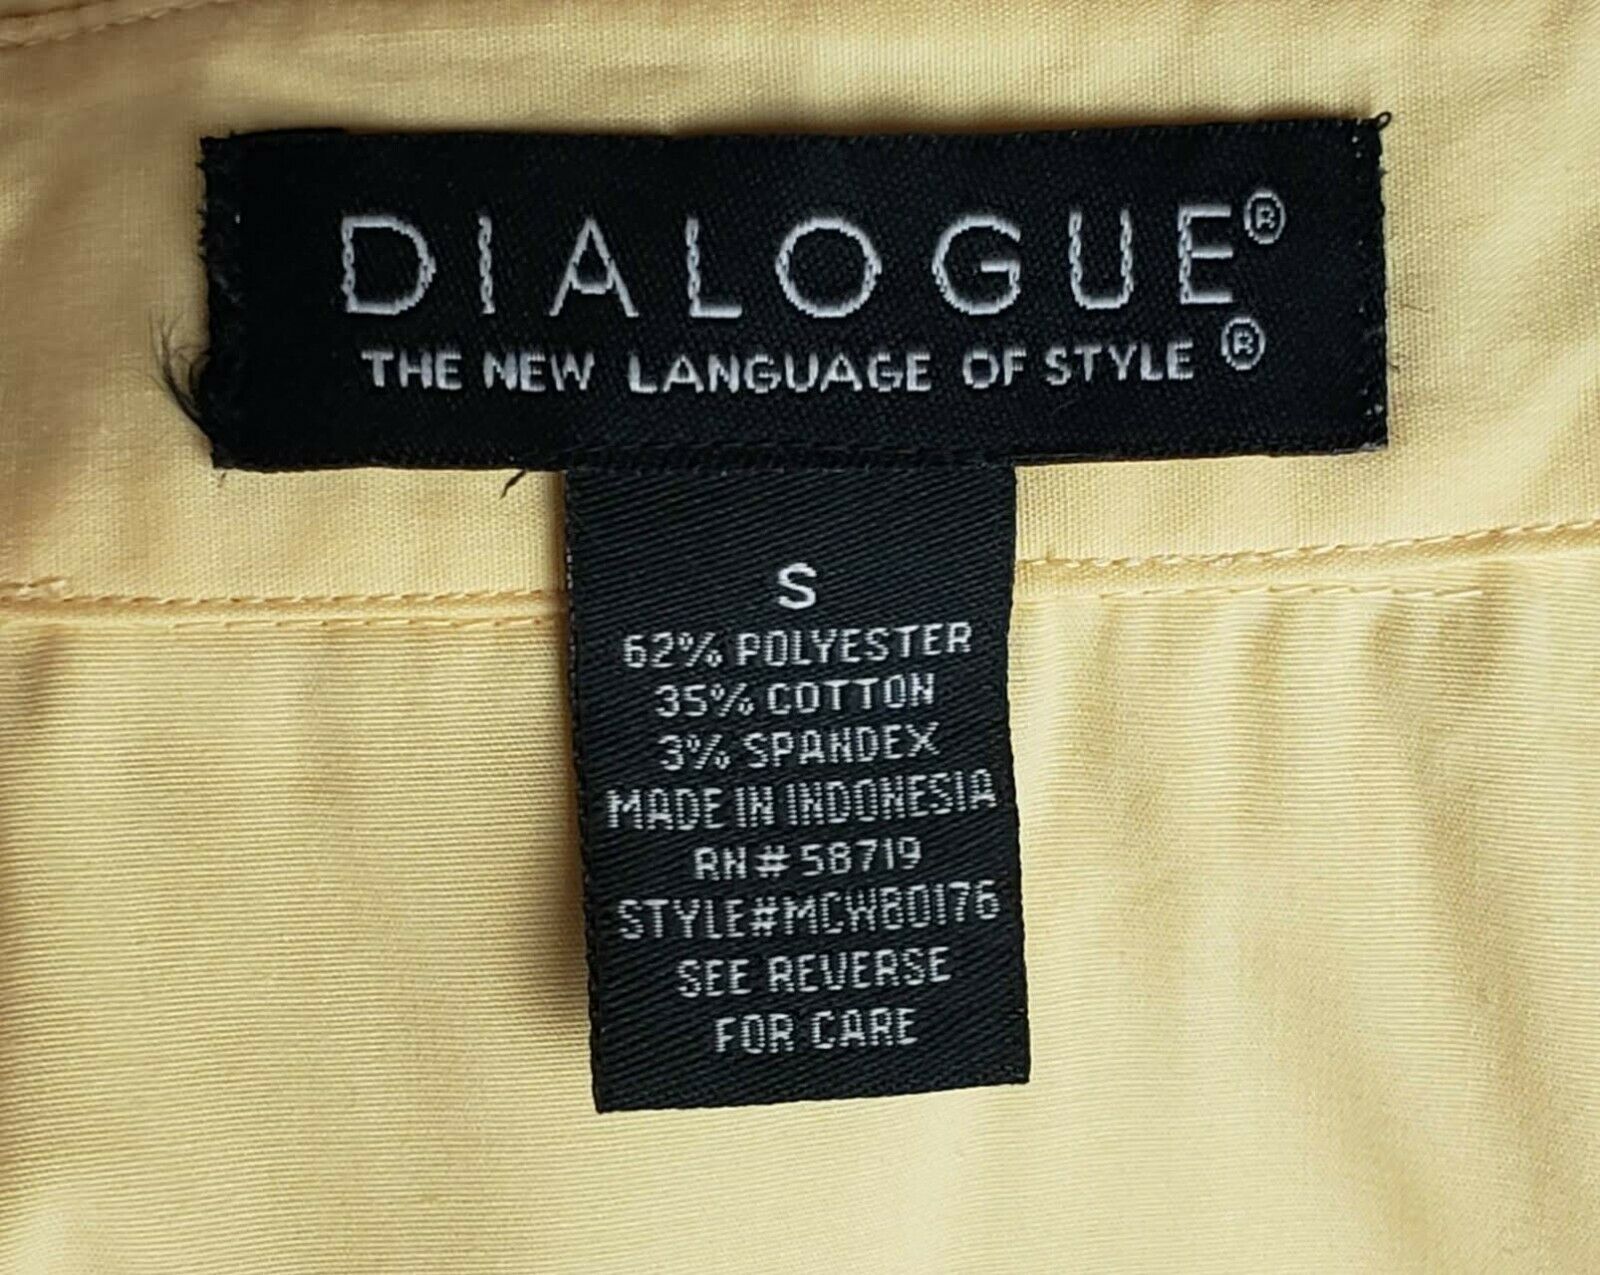 DIALOGUE®
THE NEW LANGUAGE OF STYLE®
S
62% POLYESTER
35% COTTON
3% SPANDEX
MADE IN INDONESIA
RN# 58719
STYLE#MCW80176
SEE REVERSE
FOR CARE